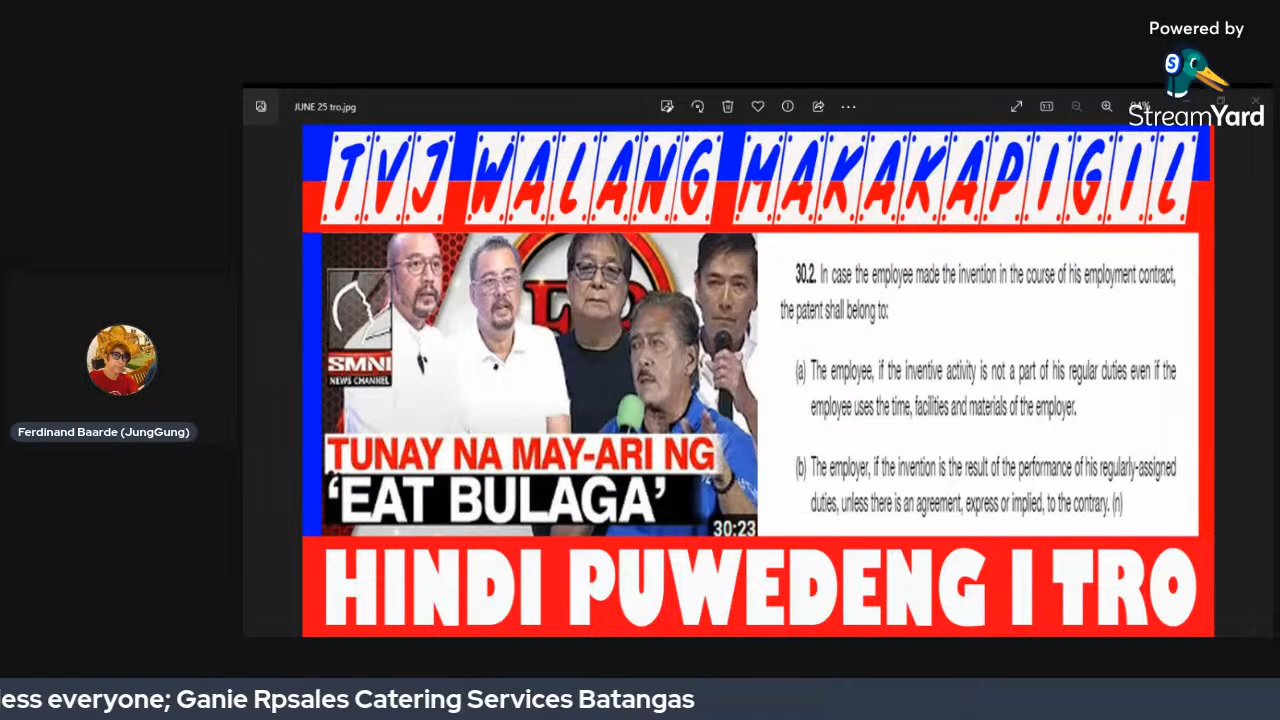 Powered by
StreamYard
JUNE 25 tro.jpg
TVJ WALANG MAKAKAPIGIL
SMNI
NEWS CHANNEL
TUNAY NA MAY-ARI NG
‘EAT BULAGA’
30:23
30.2. In case the employee made the invention in the course of his employment contract,
the patent shall belong to:
(a) The employee, if the inventive activity is not a part of his regular duties even if the
employee uses the time, facilities and materials of the employer.
(b) The employer, if the invention is the result of the performance of his regularly-assigned
duties, unless there is an agreement, express or implied, to the contrary. (n)
HINDI PUWEDENG I TRO
Ferdinand Baarde (JungGung)
less everyone; Ganie Rpsales Catering Services Batangas